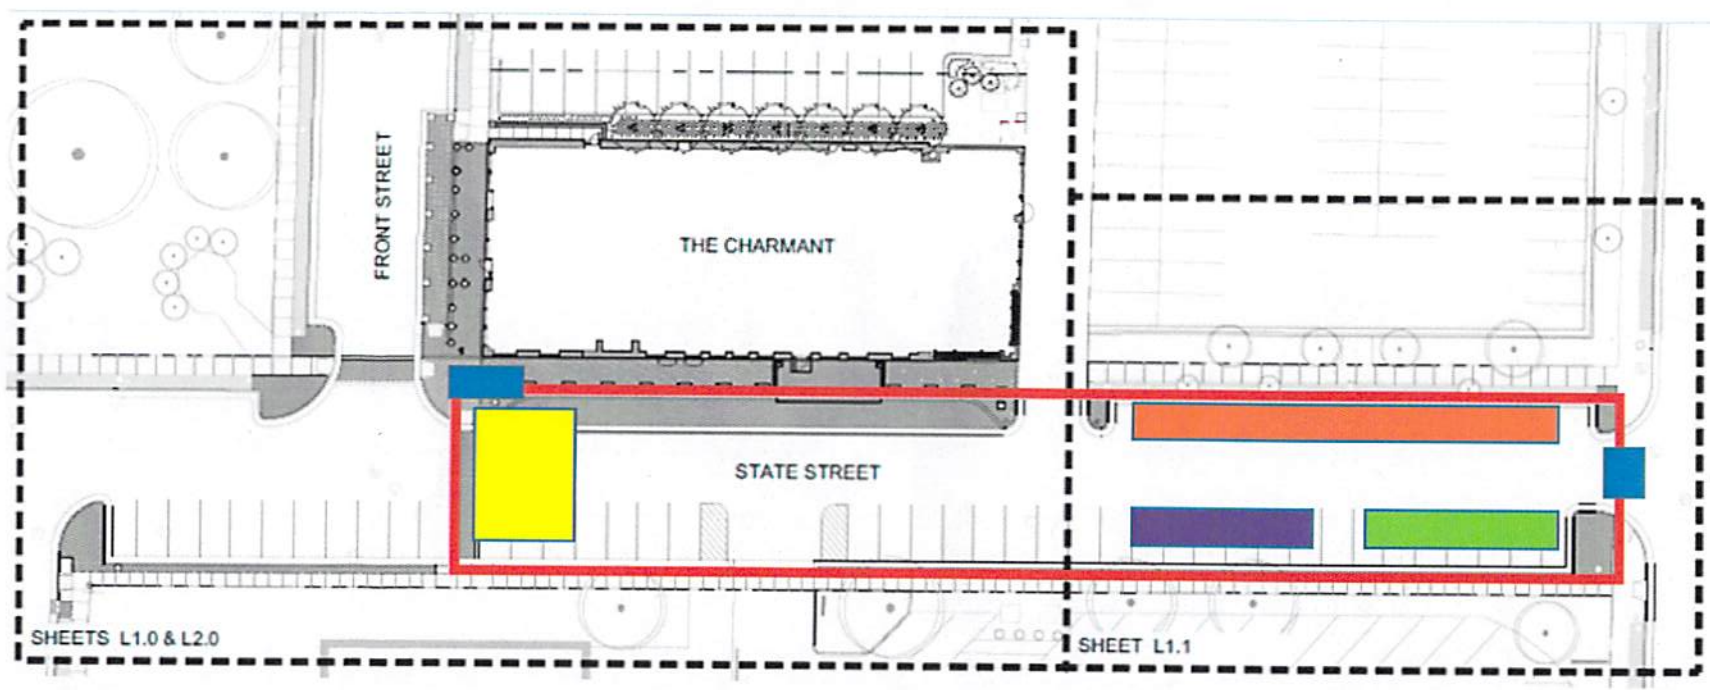 FRONT STREET
THE CHARMANT
STATE STREET
SHEETS L1.0 & L2.0
SHEET L1.1